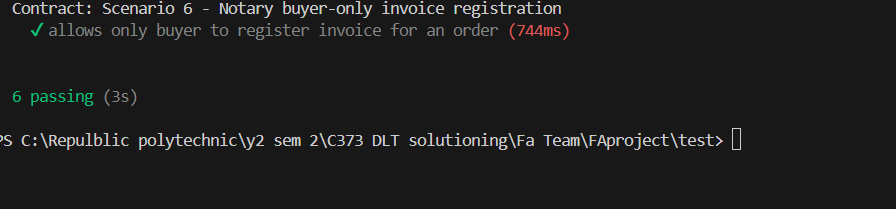 Contract: Scenario 6 - Notary buyer-only invoice registration
✓ allows only buyer to register invoice for an order (744ms)
6 passing (3s)
PS C:\Repulblic polytechnic\y2 sem 2\C373 DLT solutioning\Fa Team\FAproject\test>